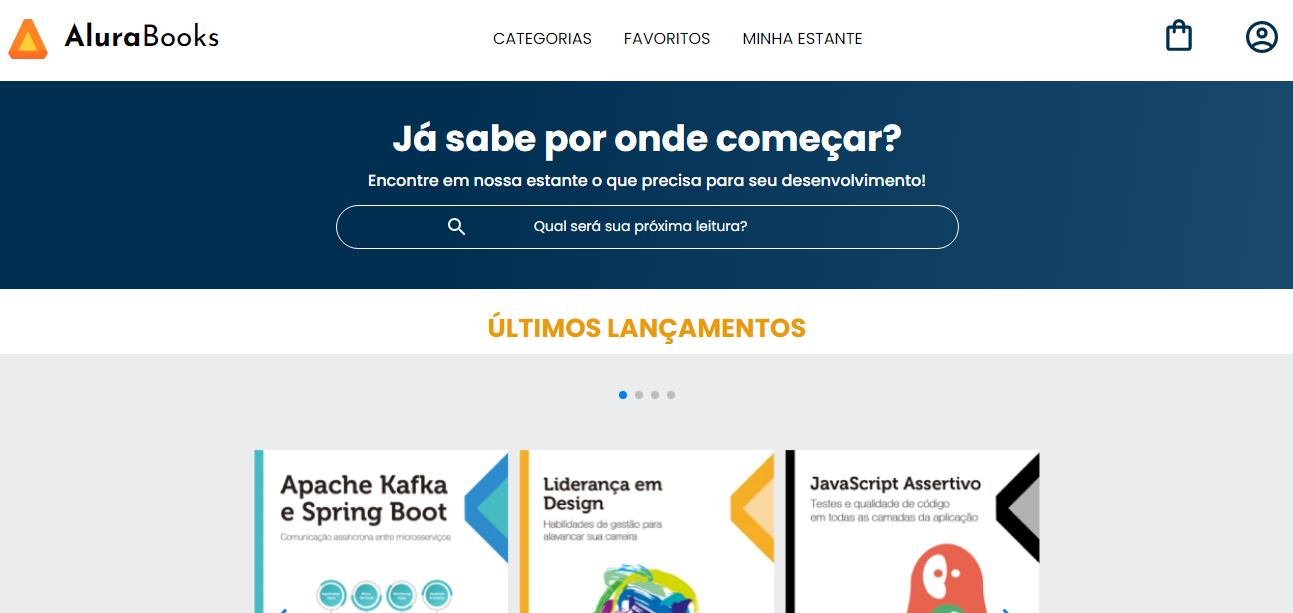 AluraBooks
CATEGORIAS FAVORITOS MINHA ESTANTE
Já sabe por onde começar?
Encontre em nossa estante o que precisa para seu desenvolvimento!
Qual será sua próxima leitura?
ÚLTIMOS LANÇAMENTOS
Apache Kafka
e Spring Boot
Comunicação assíncrona entre microsserviços
Liderança em
Design
Habilidades de gestão para
alavancar sua carreira
JavaScript Assertivo
Testes e qualidade de código
em todas as camadas da aplicação